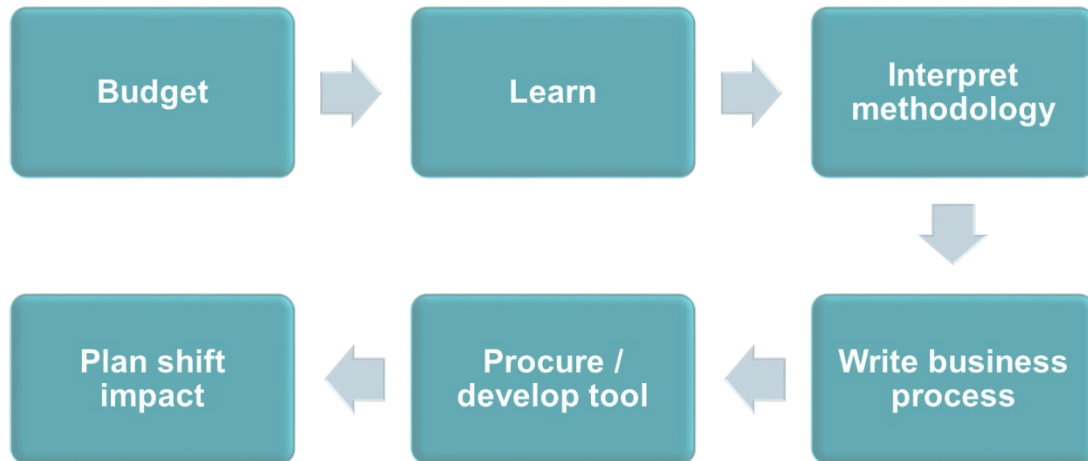 Budget
Learn
Interpret
methodology
Write business
process
Procure /
develop tool
Plan shift
impact